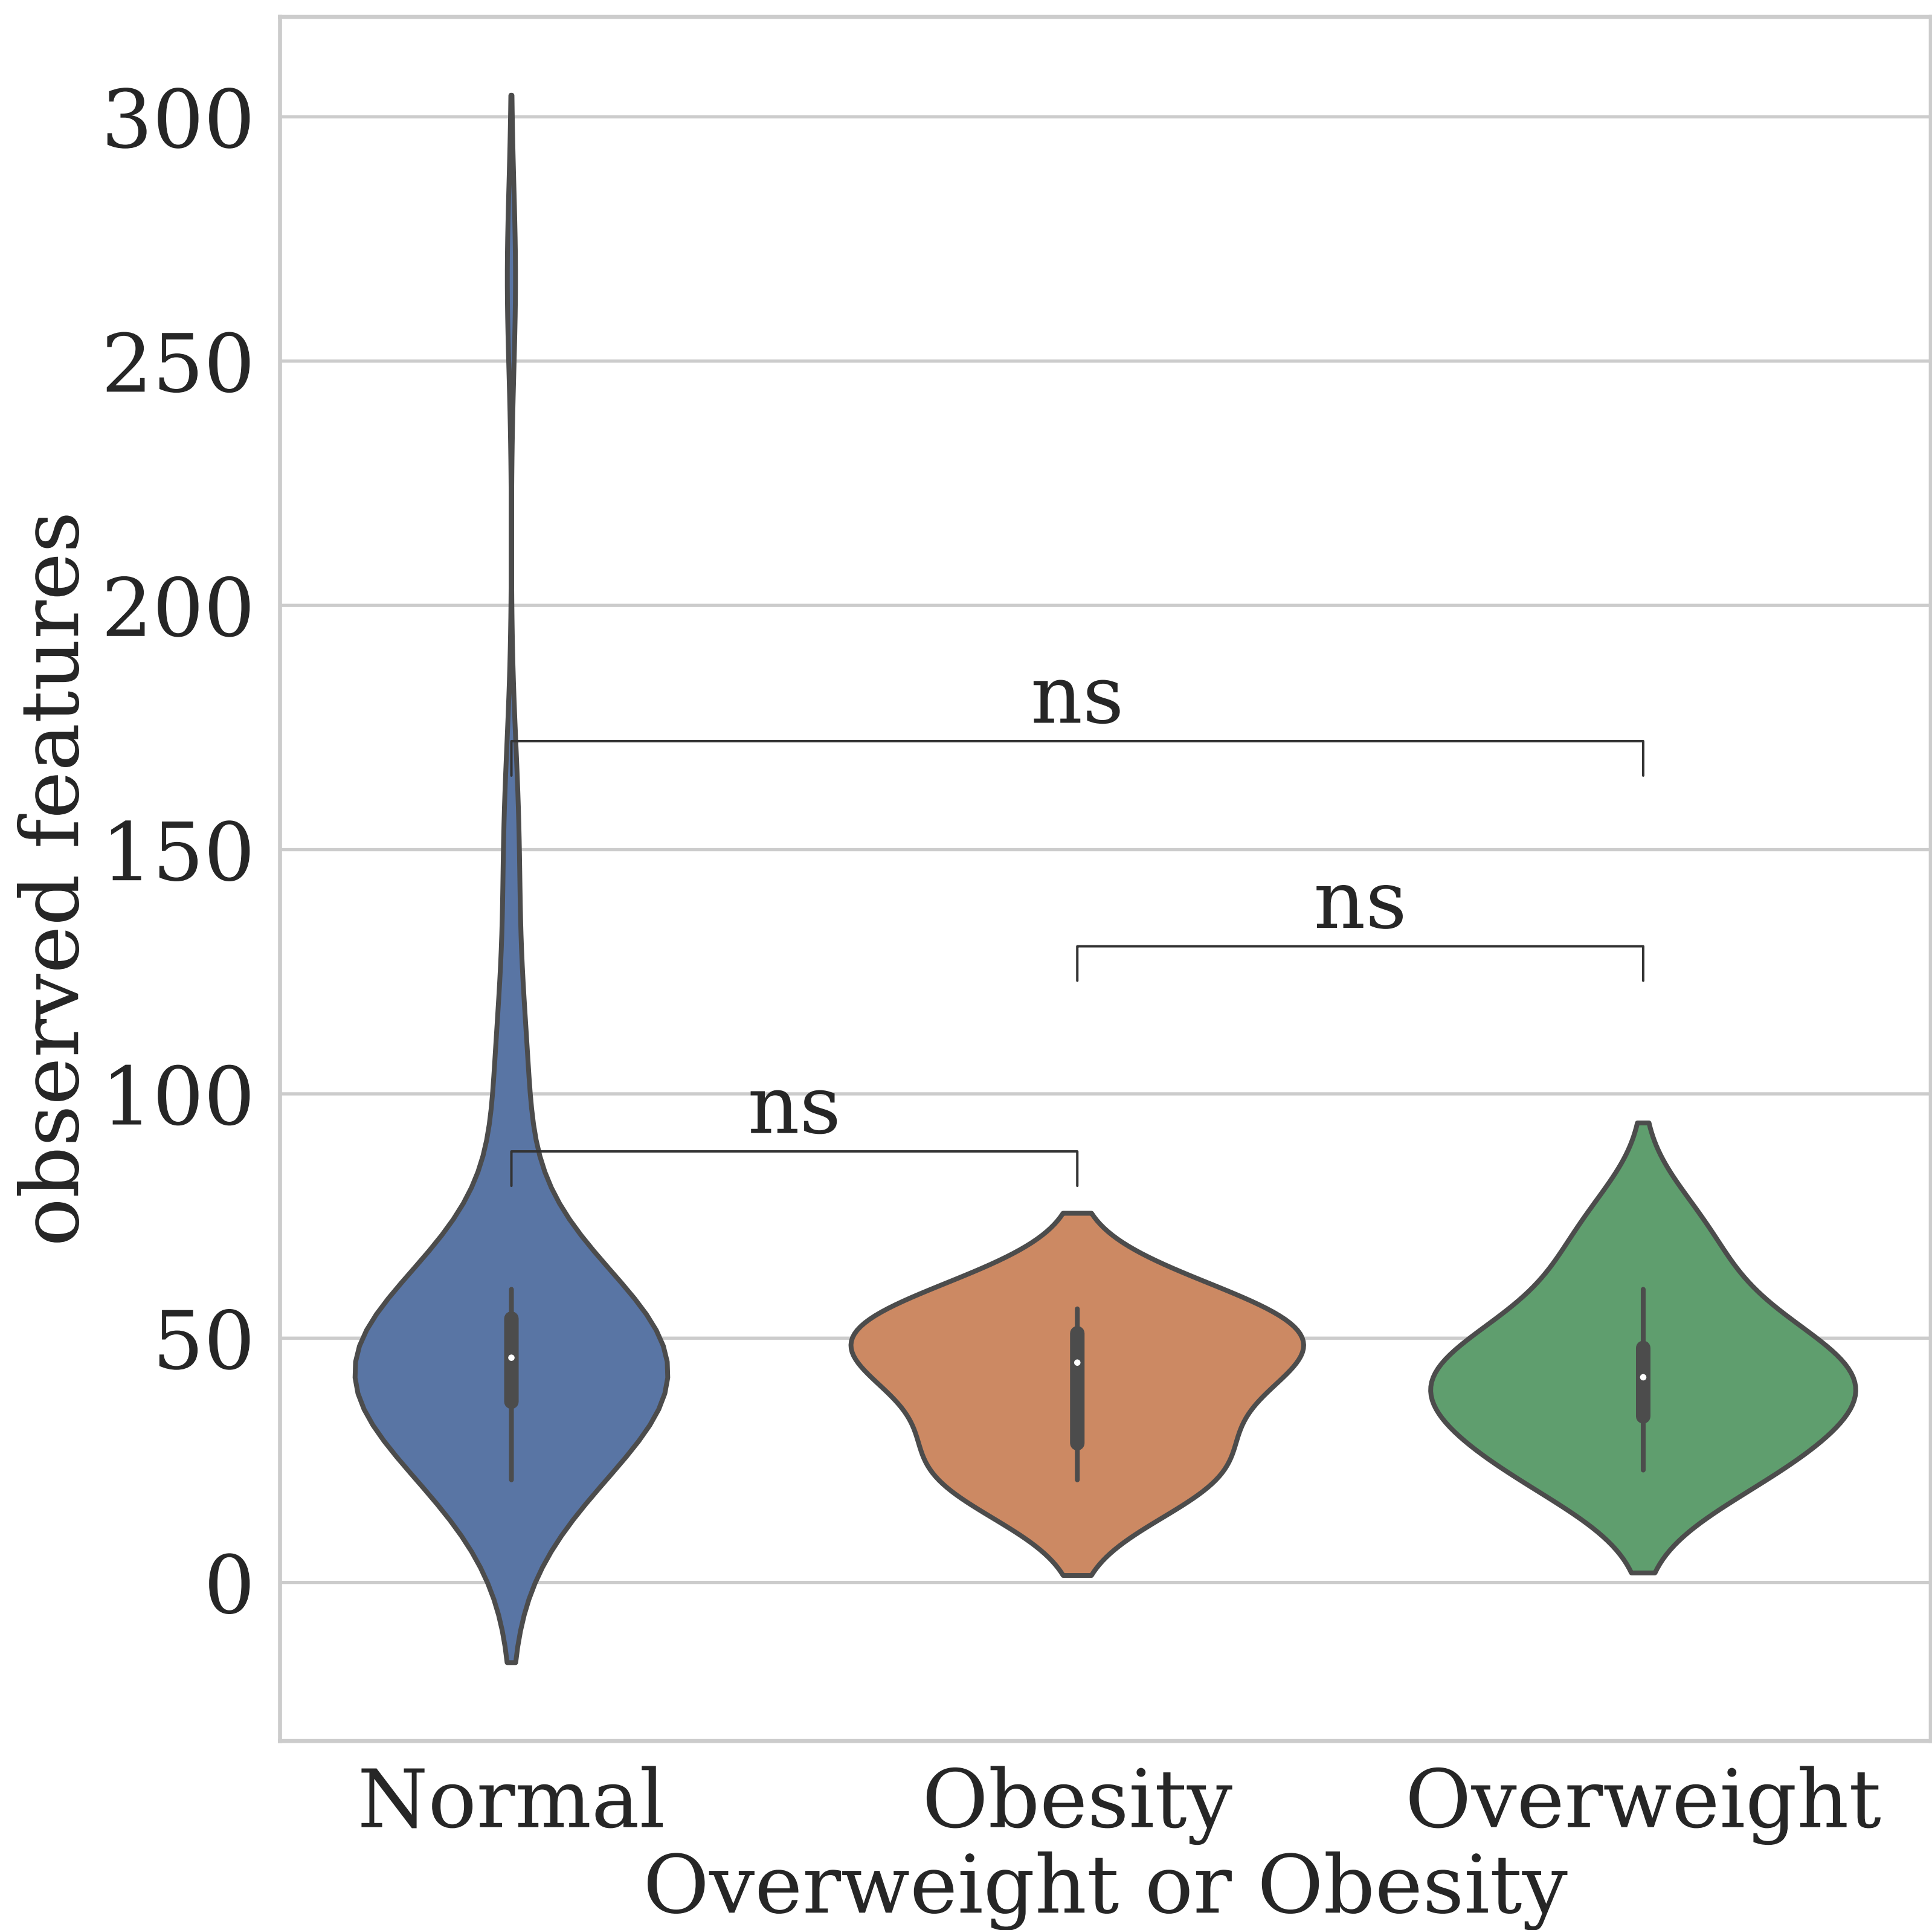 observed features
300
250
200
150
100
50
0
ns
ns
ns
Normal Obesity Overweight
Overweight or Obesity